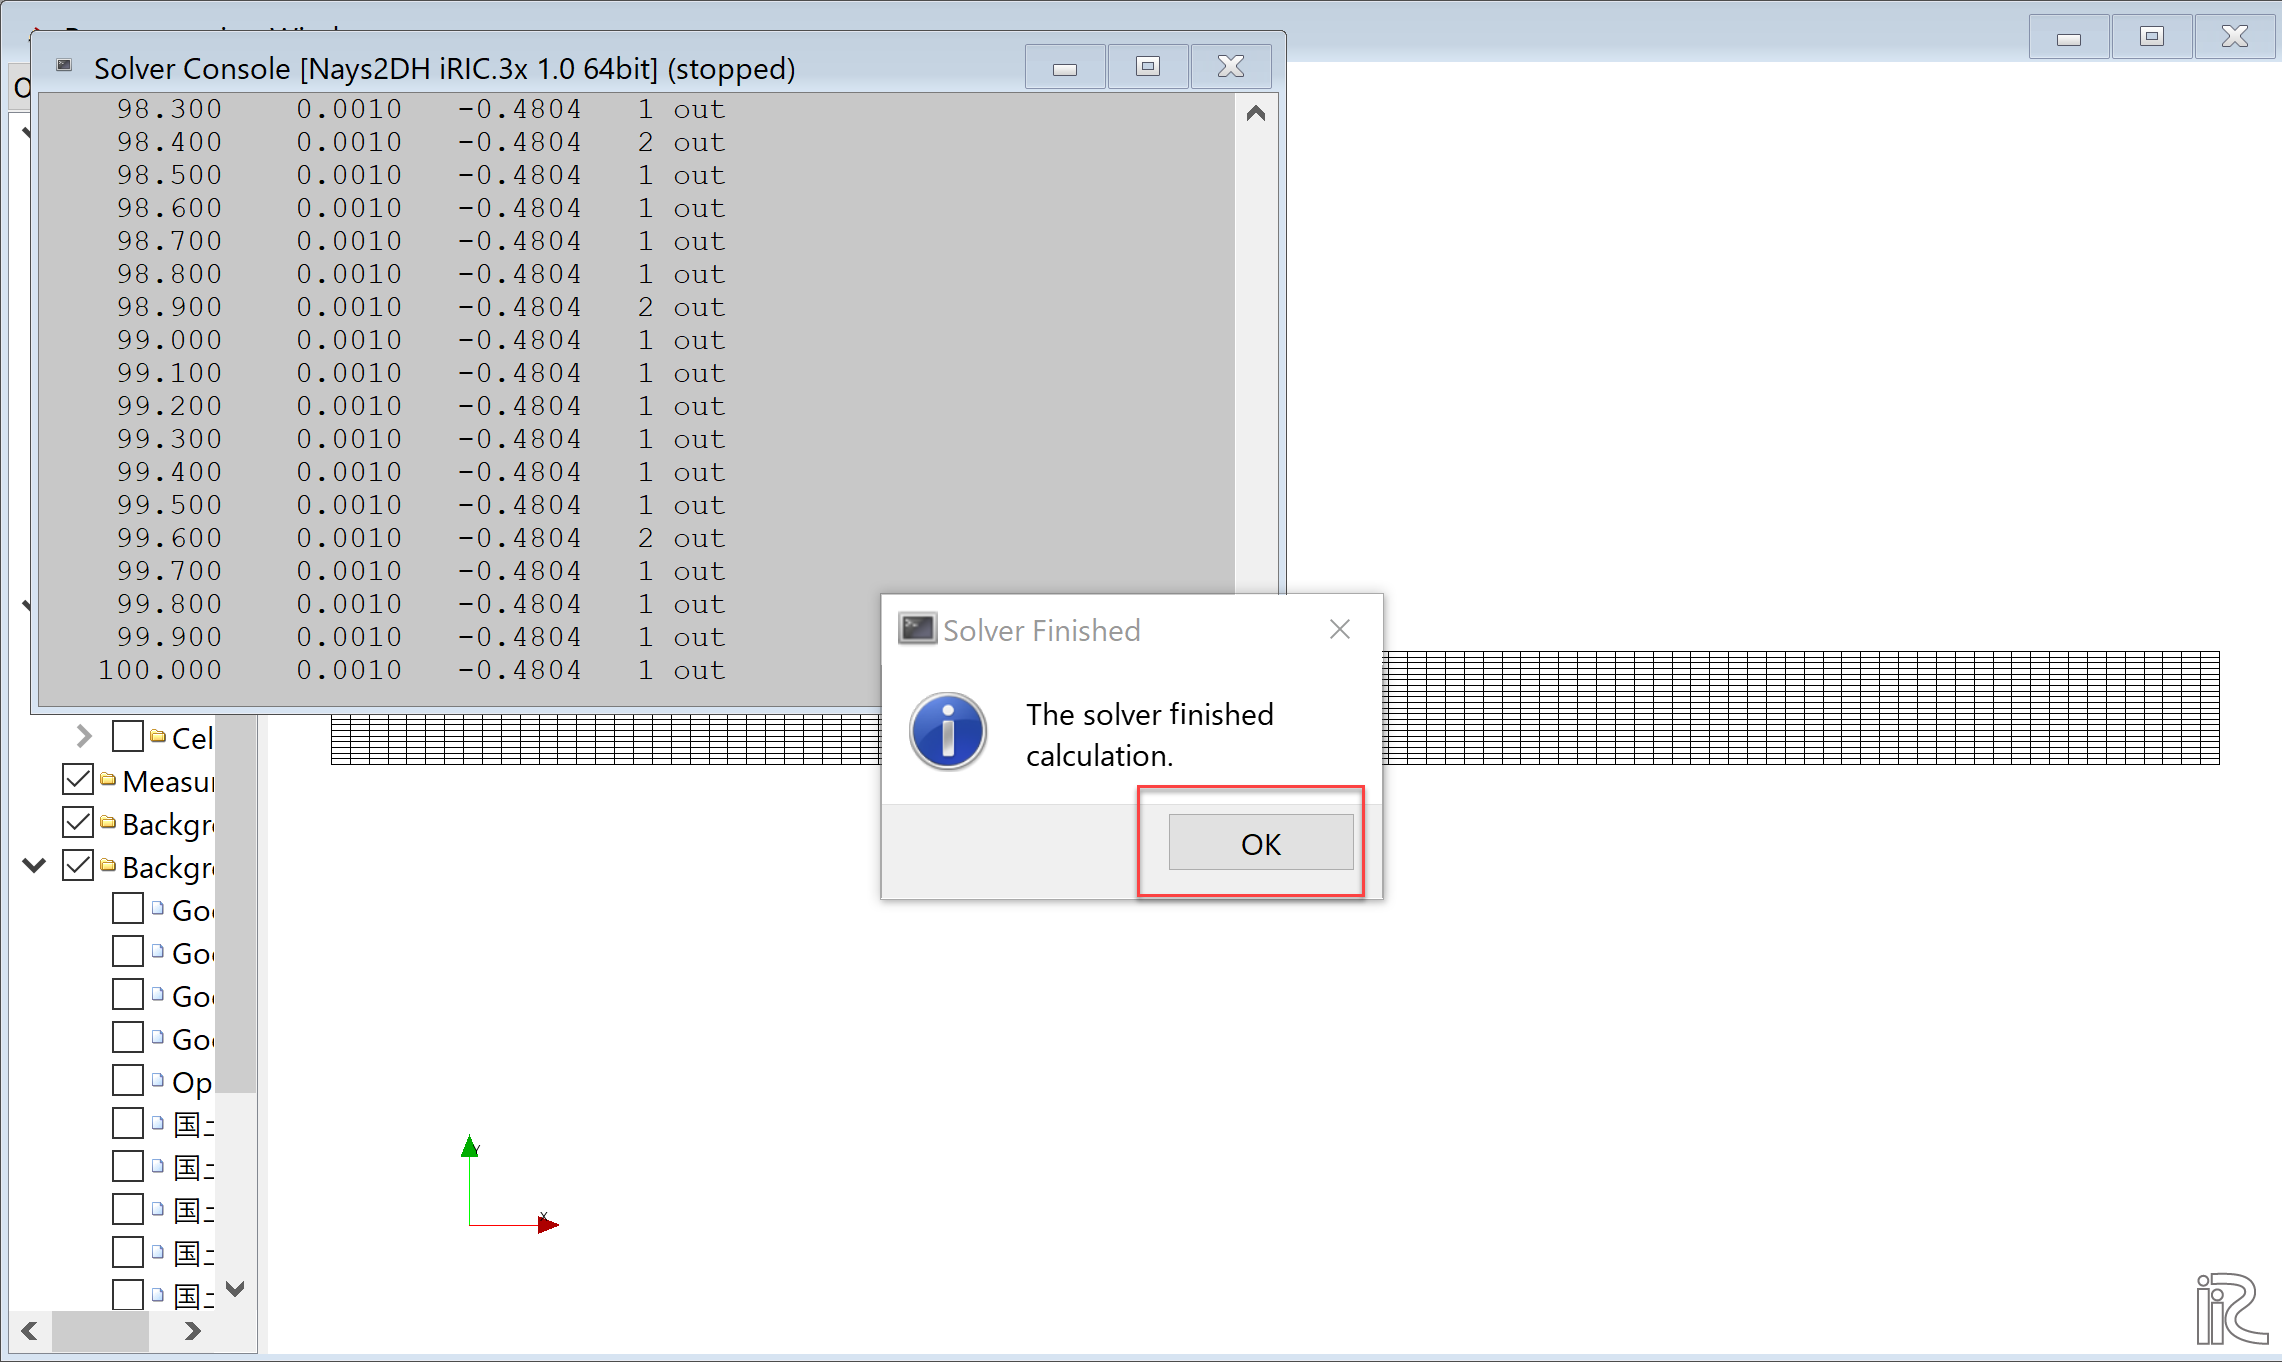 Solver Console [Nays2DH iRIC.3x 1.0 64bit] (stopped)
98.300 0.0010 -0.4804 1 out
98.400 0.0010 -0.4804 2 out
98.500 0.0010 -0.4804 1 out
98.600 0.0010 -0.4804 1 out
98.700 0.0010 -0.4804 1 out
98.800 0.0010 -0.4804 1 out
98.900 0.0010 -0.4804 2 out
99.000 0.0010 -0.4804 1 out
99.100 0.0010 -0.4804 1 out
99.200 0.0010 -0.4804 1 out
99.300 0.0010 -0.4804 1 out
99.400 0.0010 -0.4804 1 out
99.500 0.0010 -0.4804 1 out
99.600 0.0010 -0.4804 2 out
99.700 0.0010 -0.4804 1 out
99.800 0.0010 -0.4804 1 out
99.900 0.0010 -0.4804 1 out
100.000 0.0010 -0.4804 1 out
Solver Finished
The solver finished
calculation.
OK
Cel
Measur
Backgr
Backgr
Goo
Goo
Goo
Goo
Op
国
国
国
国
国
Y
X
iRIC